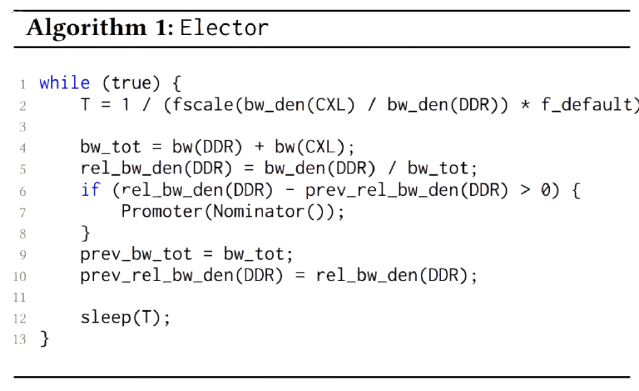 Algorithm 1: Elector
1 while (true) {
2 T = 1 / (fscale(bw_den(CXL) / bw_den(DDR)) * f_default)
3
4 bw_tot = bw(DDR) + bw(CXL);
5 rel_bw_den(DDR) = bw_den(DDR) / bw_tot;
6 if (rel_bw_den(DDR) - prev_rel_bw_den(DDR) > 0) {
7 Promoter(Nominator());
8 }
9 prev_bw_tot = bw_tot;
10 prev_rel_bw_den(DDR) = rel_bw_den(DDR);
11
12 sleep(T);
13 }